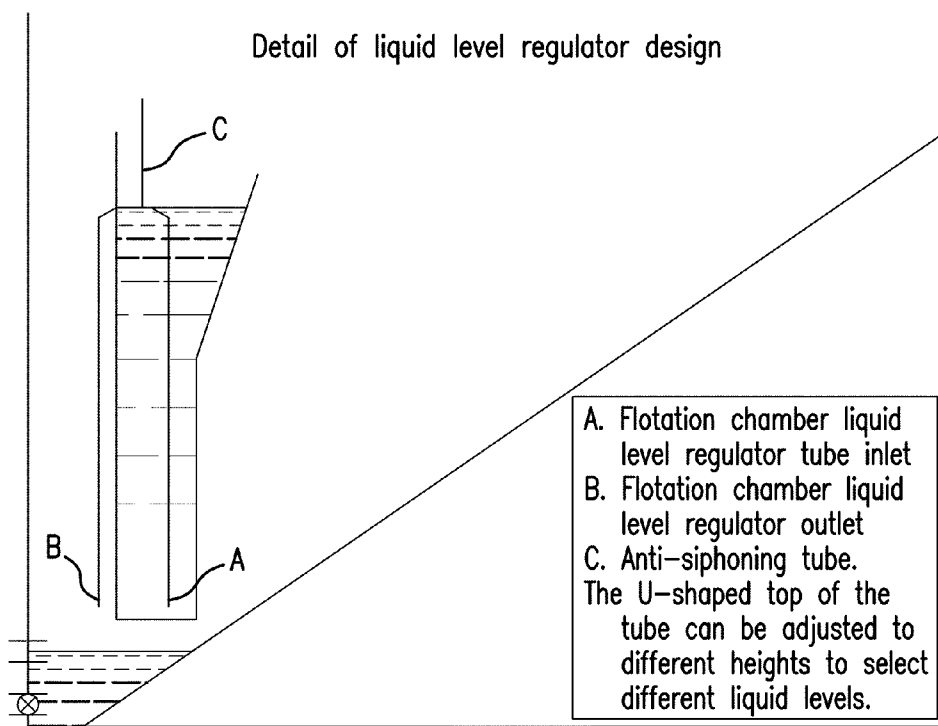 Detail of liquid level regulator design
C
B
A
A. Flotation chamber liquid
level regulator tube inlet
B. Flotation chamber liquid
level regulator outlet
C. Anti-siphoning tube.
The U-shaped top of the
tube can be adjusted to
different heights to select
different liquid levels.